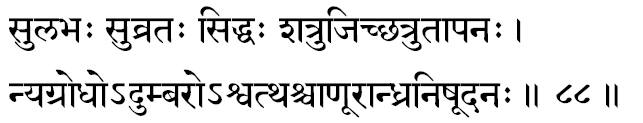 सुलभः सुव्रतः सिद्धः शत्रुजिच्छत्रुतापनः ।
न्यग्रोधोऽदुम्बरोऽश्वत्थश्चाणूरान्ध्रनिषूदनः ॥ ८८ ॥